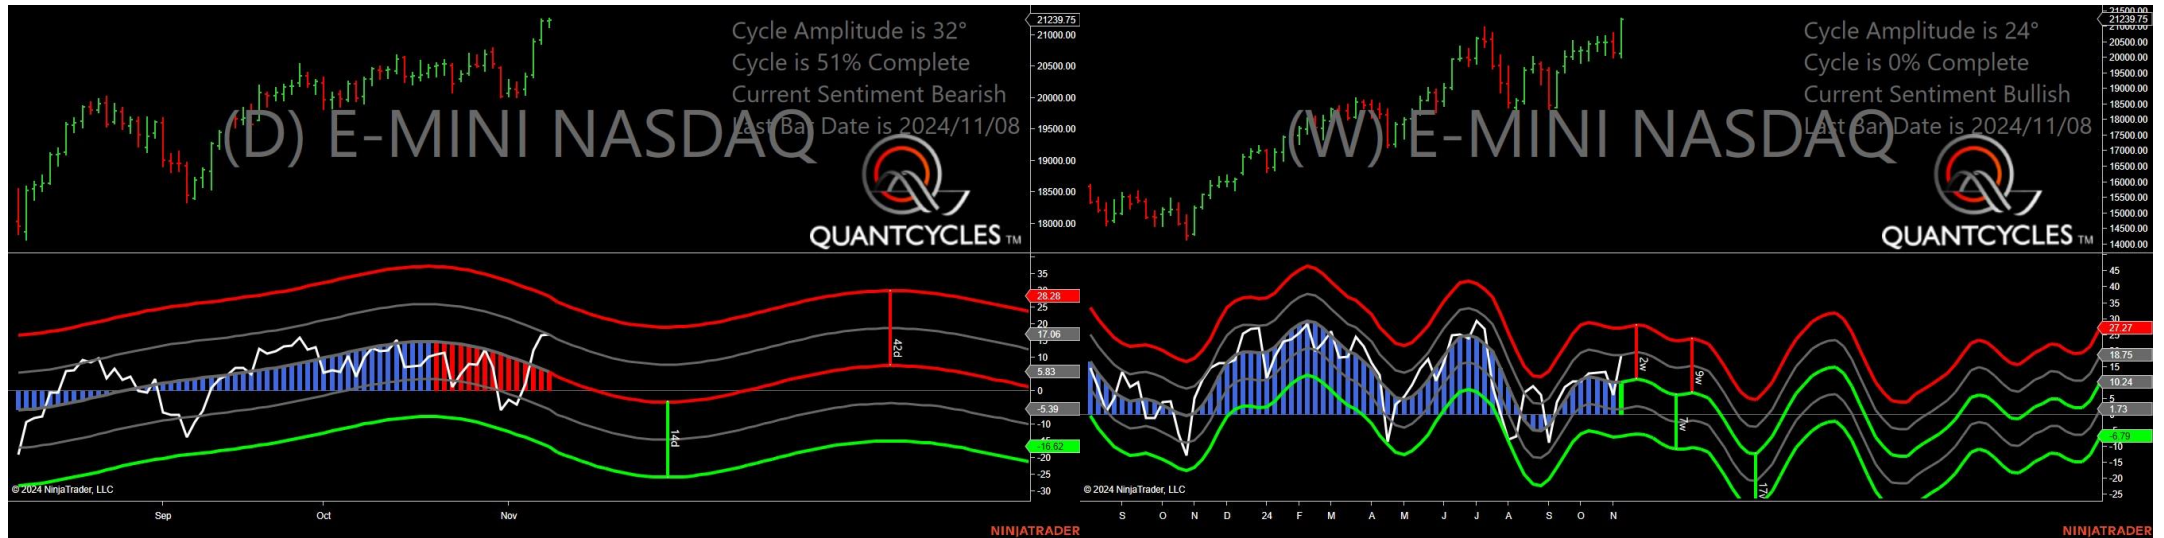 Cycle Amplitude is 32°
Cycle is 51% Complete
Current Sentiment Bearish
Last Bar Date is 2024/11/08
(D) E-MINI NASDAQ
QUANTCYCLES TM
21239.75
21000.00
20500.00
20000.00
19500.00
19000.00
18500.00
18000.00
35
28.28
25
20
17.06
10
5.83
0
-5.39
-10
-16.62
-20
-25
-30
42d
14d
© 2024 NinjaTrader, LLC
Sep Oct Nov
NINJATRADER
Cycle Amplitude is 24°
Cycle is 0% Complete
Current Sentiment Bullish
Last Bar Date is 2024/11/08
(W) E-MINI NASDAQ
QUANTCYCLES TM
21500.00
21239.75
20500.00
20000.00
19500.00
19000.00
18500.00
18000.00
17500.00
17000.00
16500.00
16000.00
15500.00
15000.00
14500.00
14000.00
45
40
35
30
27.27
18.75
15
10.24
5
1.73
-6.79
-10
-15
-20
-25
2w
9w
7w
© 2024 NinjaTrader, LLC
S O N D 24 F M A M J J A S O N
NINJATRADER